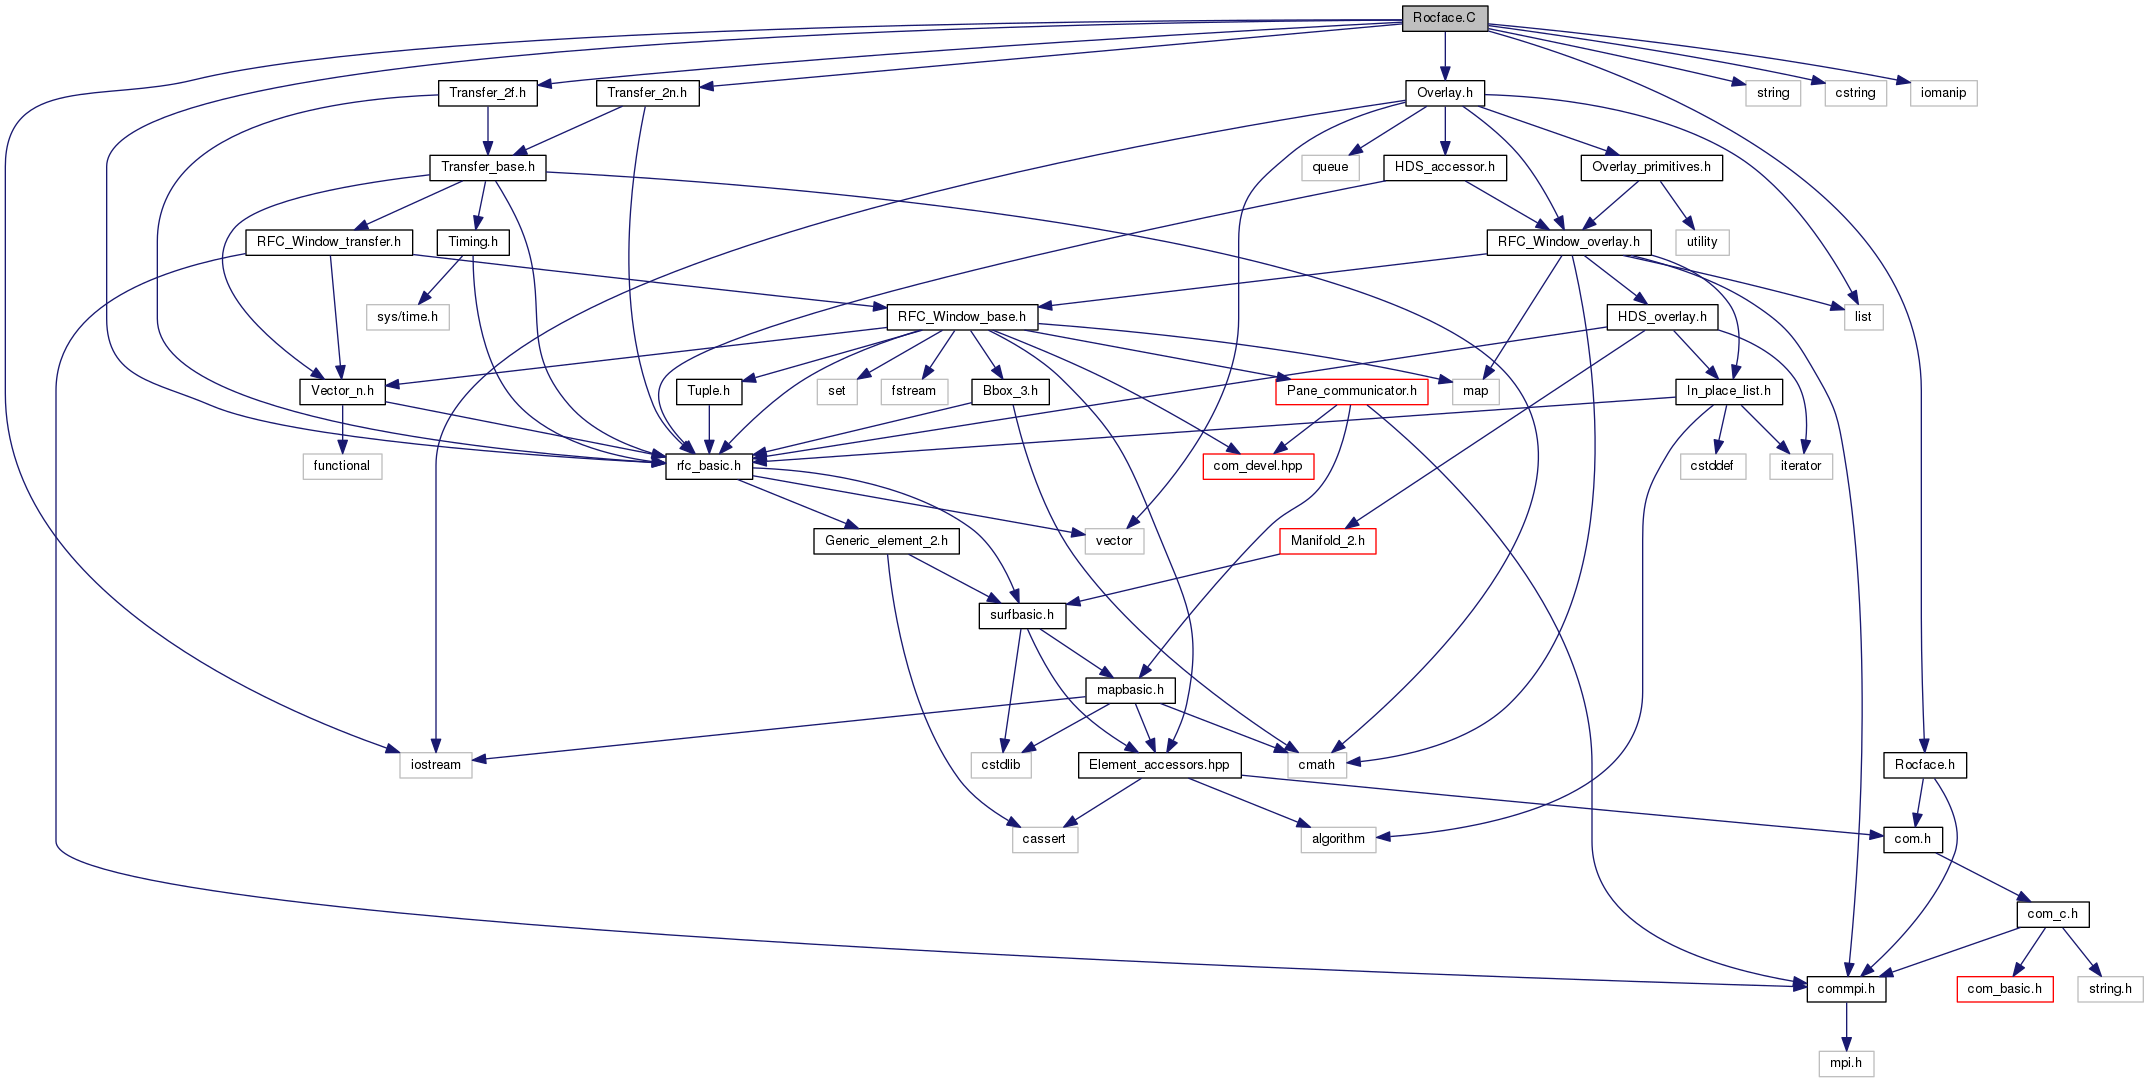 Rocface.C
Transfer_2f.h
Transfer_2n.h
Overlay.h
string
cstring
iomanip
Transfer_base.h
queue
HDS_accessor.h
Overlay_primitives.h
RFC_Window_transfer.h
Timing.h
RFC_Window_overlay.h
utility
sys/time.h
RFC_Window_base.h
HDS_overlay.h
list
Vector_n.h
Tuple.h
set
fstream
Bbox_3.h
Pane_communicator.h
map
In_place_list.h
functional
rfc_basic.h
com_devel.hpp
cstddef
iterator
Generic_element_2.h
vector
Manifold_2.h
surfbasic.h
mapbasic.h
iostream
cstdlib
Element_accessors.hpp
cmath
Rocface.h
cassert
algorithm
com.h
com_c.h
commpi.h
com_basic.h
string.h
mpi.h